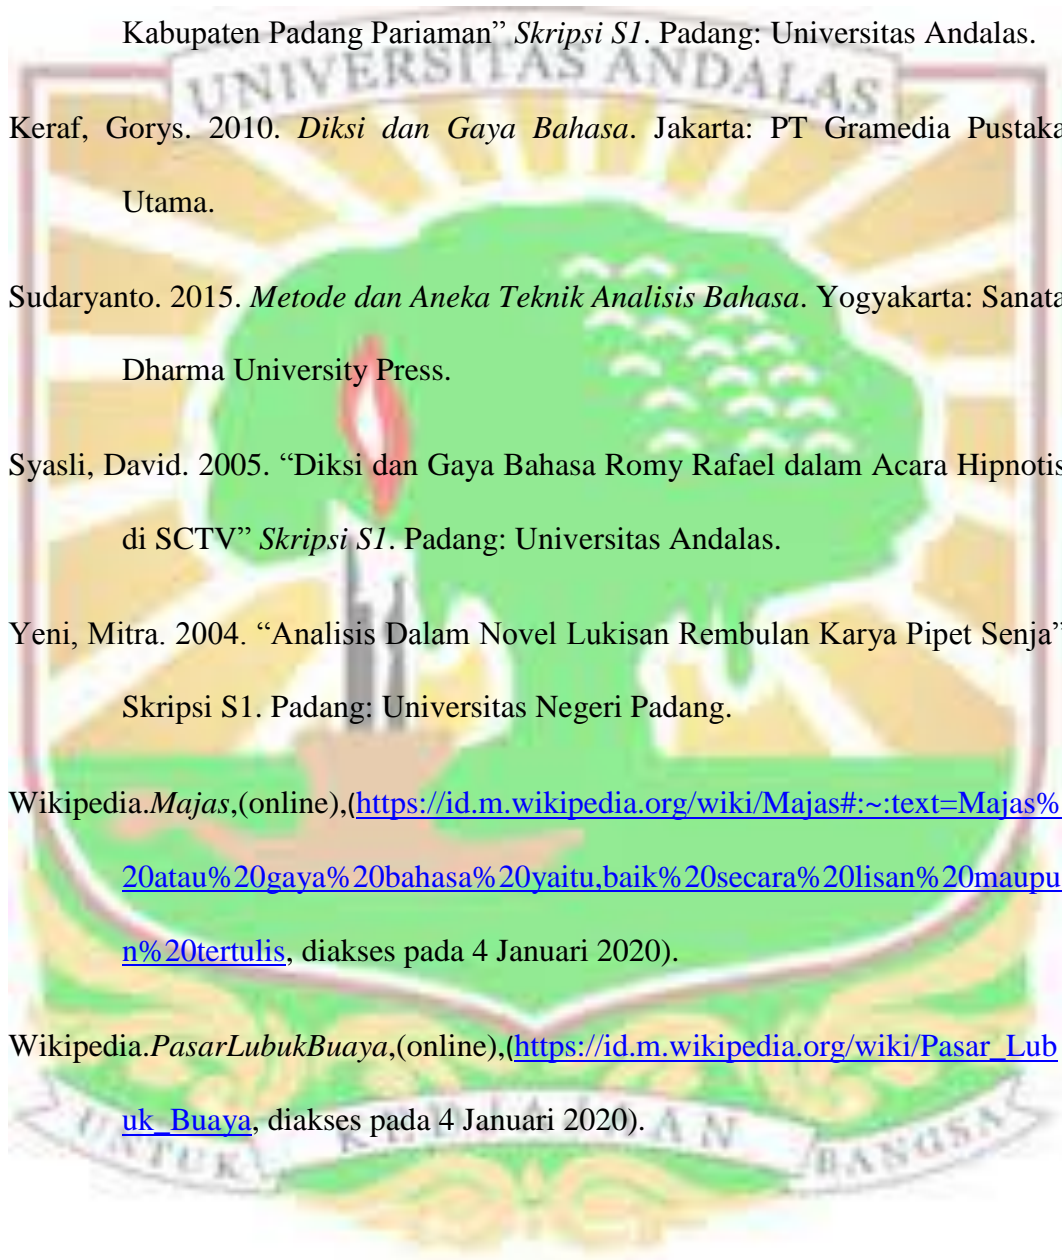 Kabupaten Padang Pariaman” Skripsi S1. Padang: Universitas Andalas.
UNIVERSITAS ANDALAS
Keraf, Gorys. 2010. Diksi dan Gaya Bahasa. Jakarta: PT Gramedia Pustaka
Utama.
Sudaryanto. 2015. Metode dan Aneka Teknik Analisis Bahasa. Yogyakarta: Sanata
Dharma University Press.
Syasli, David. 2005. “Diksi dan Gaya Bahasa Romy Rafael dalam Acara Hipnotis
di SCTV” Skripsi S1. Padang: Universitas Andalas.
Yeni, Mitra. 2004. “Analisis Dalam Novel Lukisan Rembulan Karya Pipet Senja”
Skripsi S1. Padang: Universitas Negeri Padang.
Wikipedia.Majas,(online),(https://id.m.wikipedia.org/wiki/Majas#:~:text=Majas%
20atau%20gaya%20bahasa%20yaitu,baik%20secara%20lisan%20maupu
n%20tertulis, diakses pada 4 Januari 2020).
Wikipedia.PasarLubukBuaya,(online),(https://id.m.wikipedia.org/wiki/Pasar_Lub
uk_Buaya, diakses pada 4 Januari 2020).
UNTUK KEDJAJAAN BANGSA